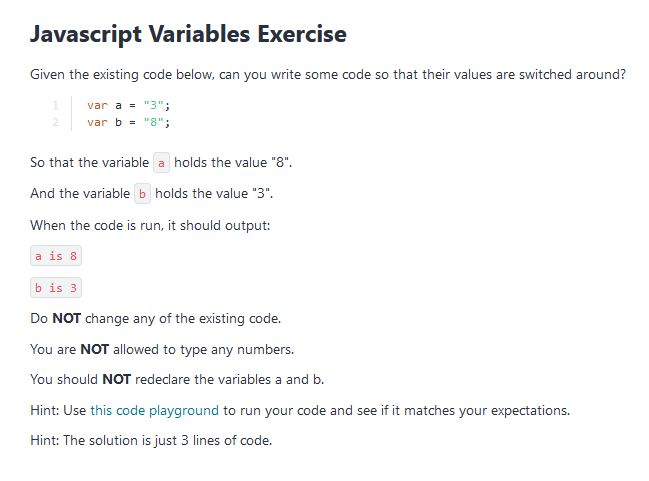 Javascript Variables Exercise
Given the existing code below, can you write some code so that their values are switched around?
1 var a = "3";
2 var b = "8";
So that the variable a holds the value "8".
And the variable b holds the value "3".
When the code is run, it should output:
a is 8
b is 3
Do NOT change any of the existing code.
You are NOT allowed to type any numbers.
You should NOT redeclare the variables a and b.
Hint: Use this code playground to run your code and see if it matches your expectations.
Hint: The solution is just 3 lines of code.